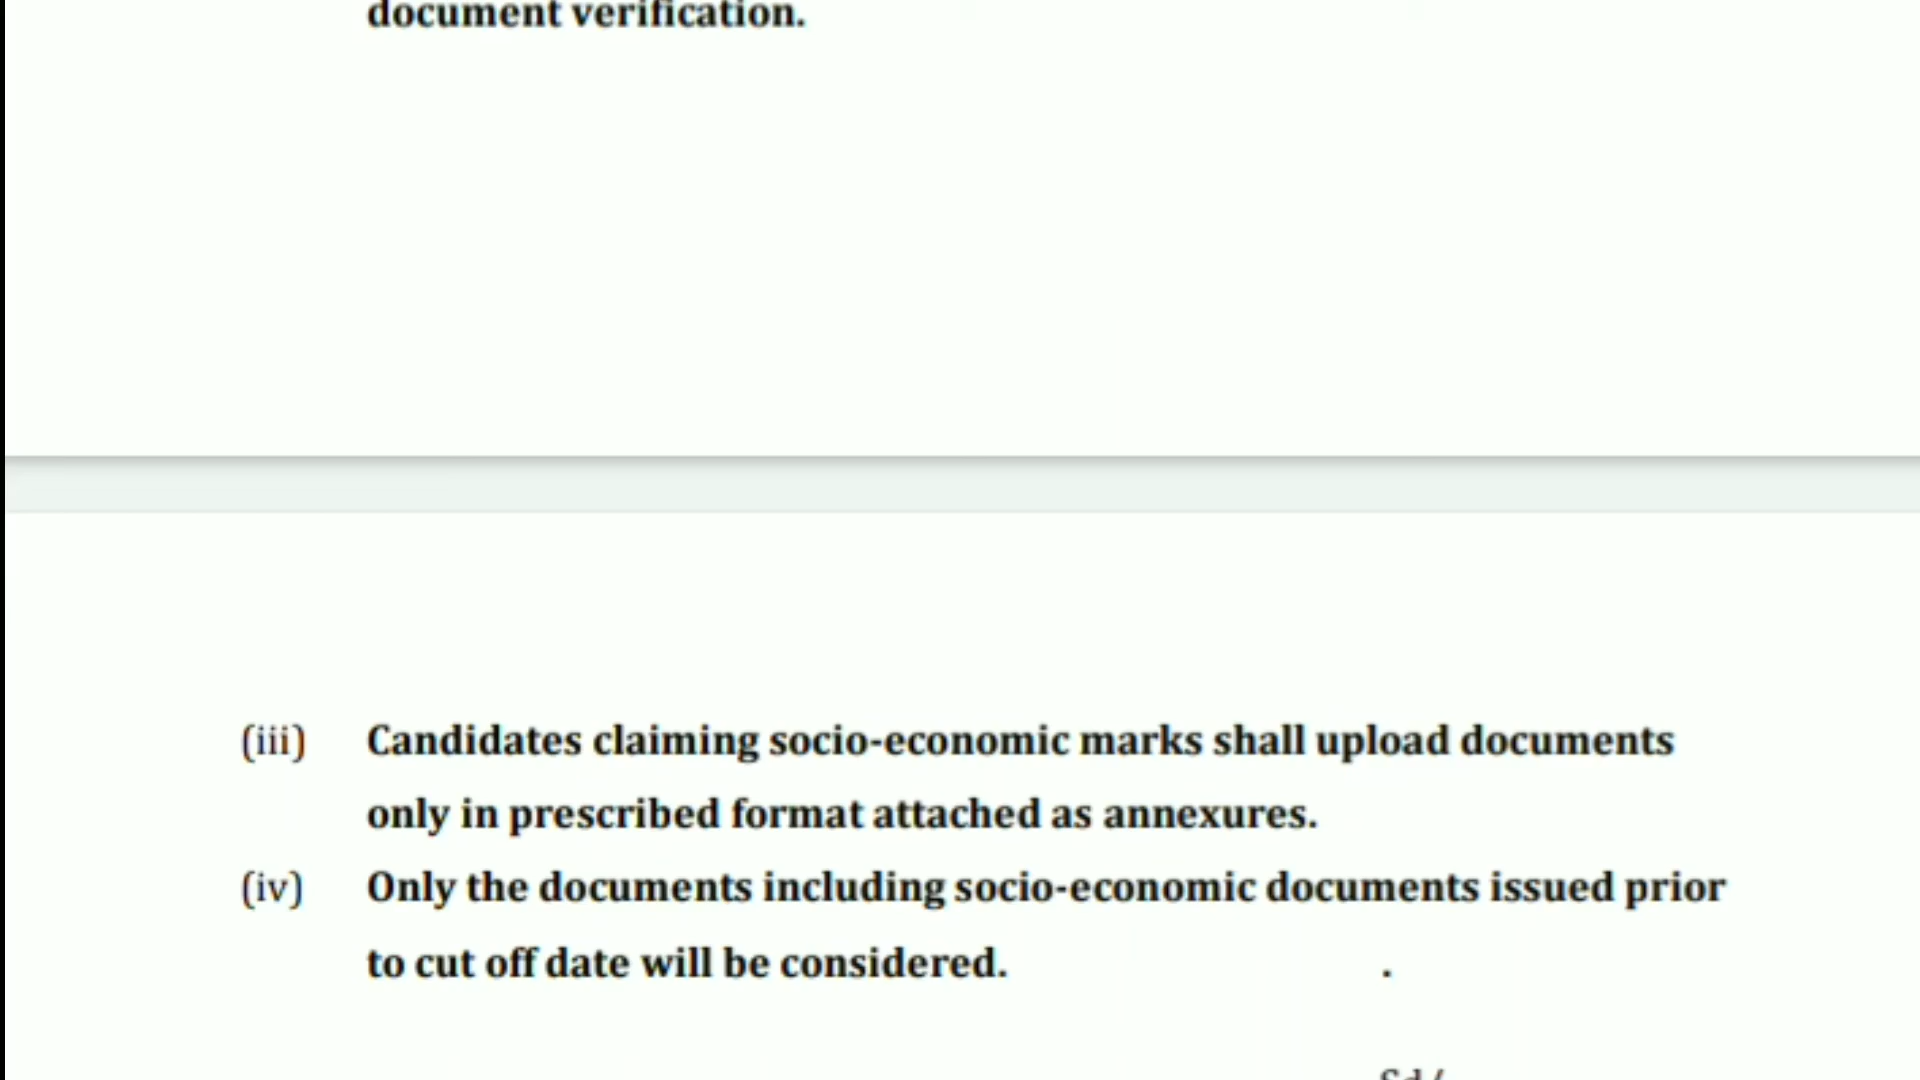 document verification.
(iii) Candidates claiming socio-economic marks shall upload documents
only in prescribed format attached as annexures.
(iv) Only the documents including socio-economic documents issued prior
to cut off date will be considered.
.
Sd/